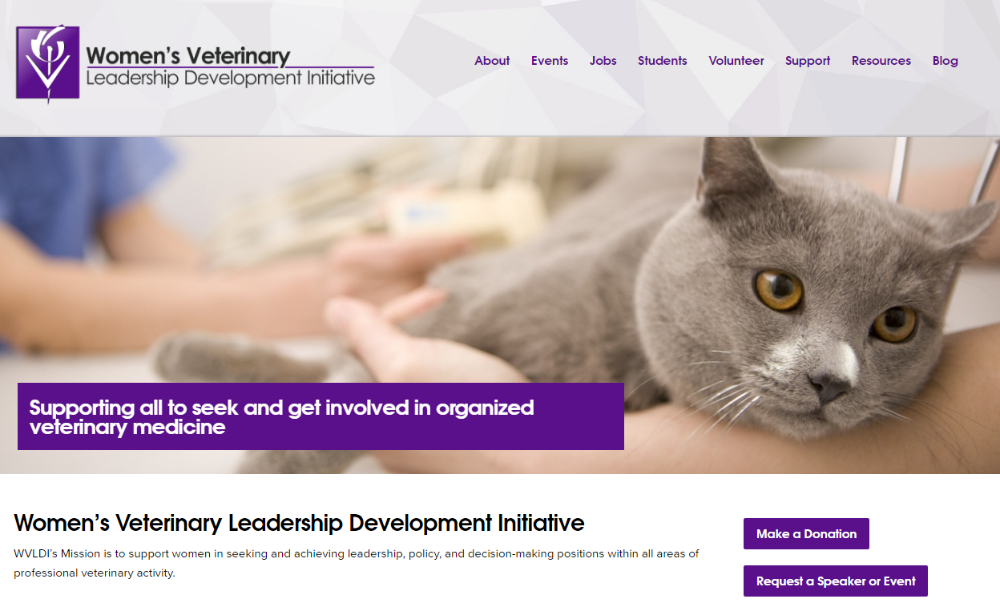 Women's Veterinary
Leadership Development Initiative
About Events Jobs Students Volunteer Support Resources Blog
Supporting all to seek and get involved in organized
veterinary medicine
Women's Veterinary Leadership Development Initiative
WVLDI's Mission is to support women in seeking and achieving leadership, policy, and decision-making positions within all areas of
professional veterinary activity.
Make a Donation
Request a Speaker or Event